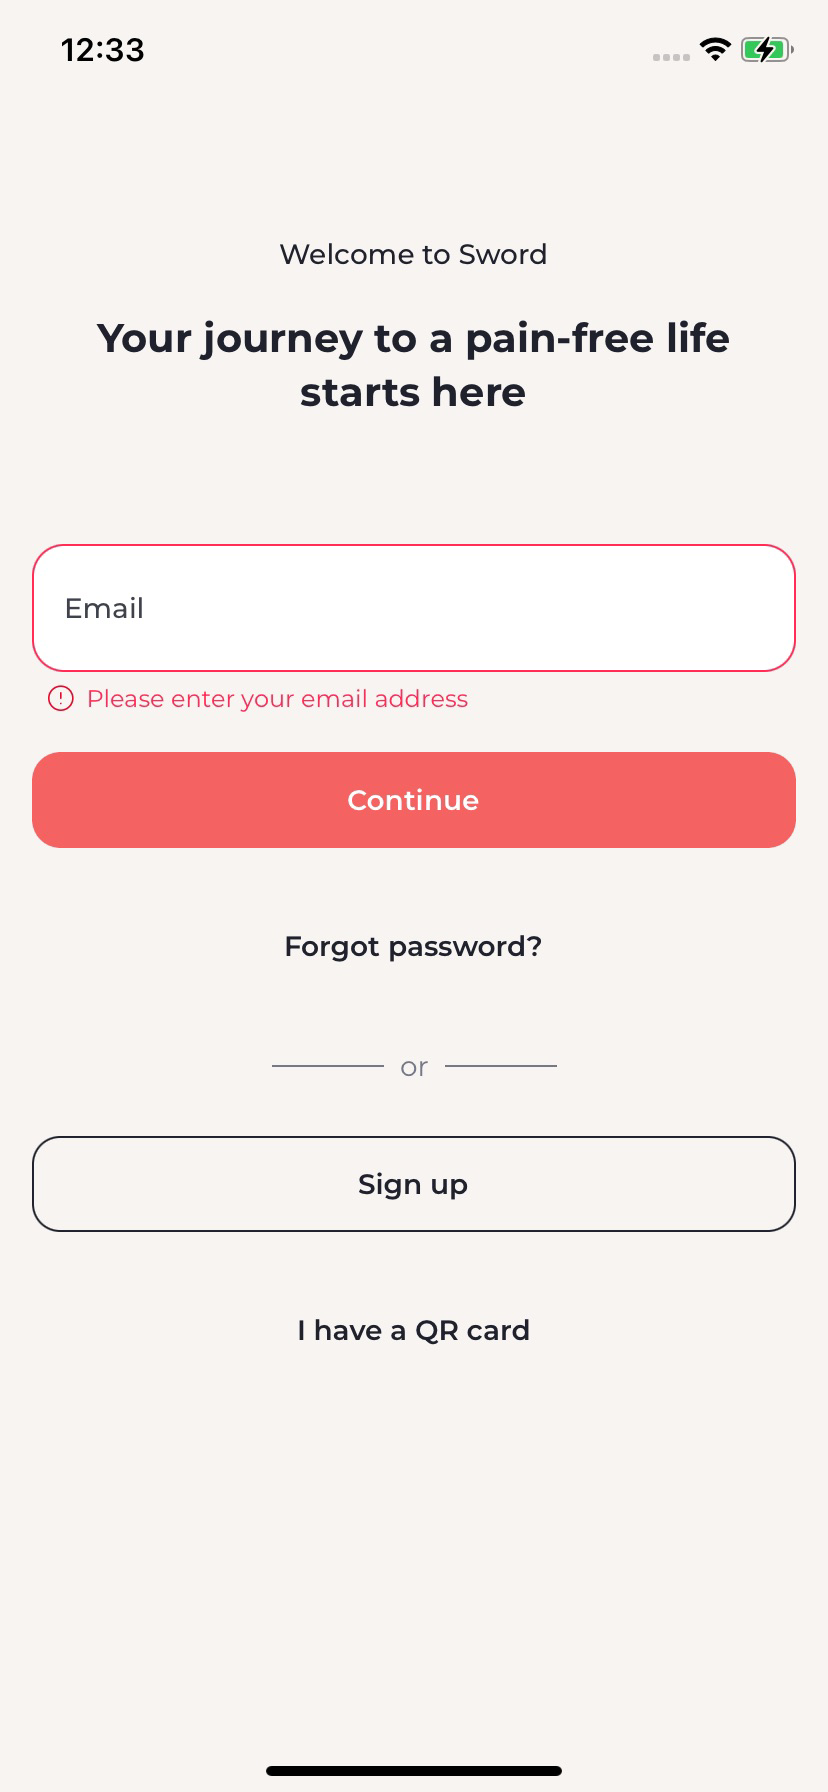 12:33
Welcome to Sword
Your journey to a pain-free life
starts here
Email
Please enter your email address
Continue
Forgot password?
or
Sign up
I have a QR card